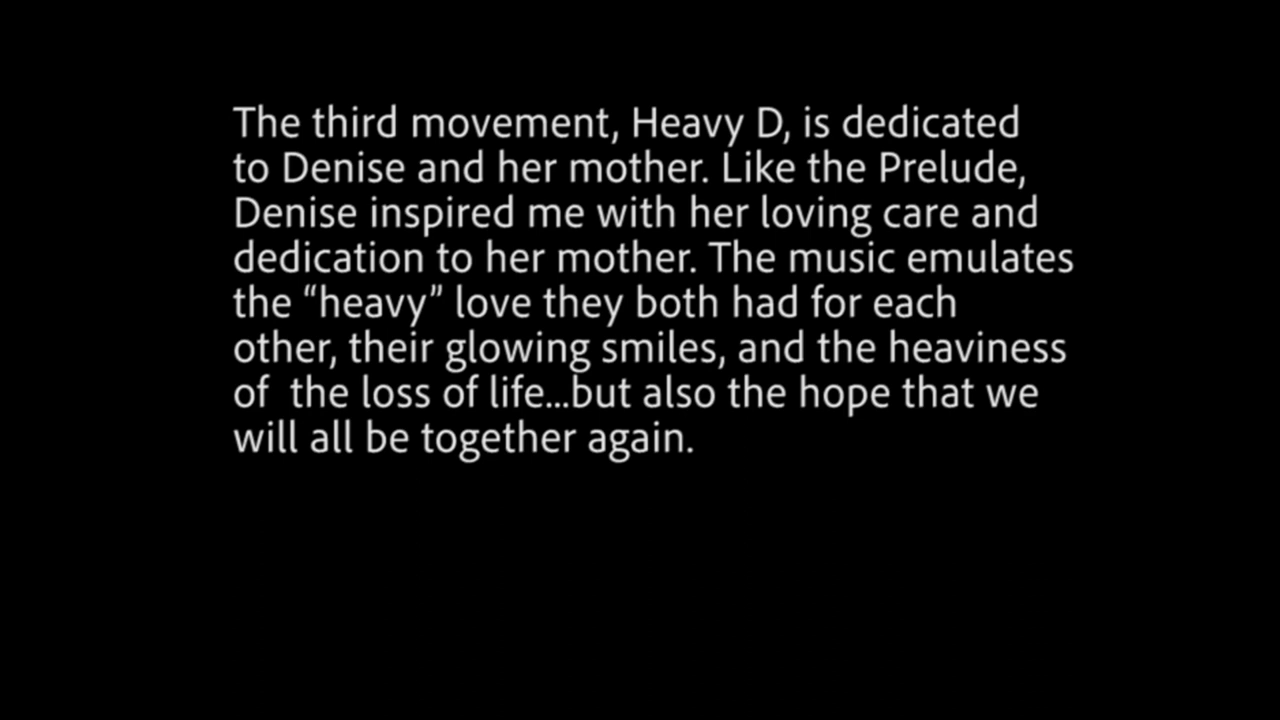 The third movement, Heavy D, is dedicated
to Denise and her mother. Like the Prelude,
Denise inspired me with her loving care and
dedication to her mother. The music emulates
the “heavy” love they both had for each
other, their glowing smiles, and the heaviness
of  the loss of life...but also the hope that we
will all be together again.